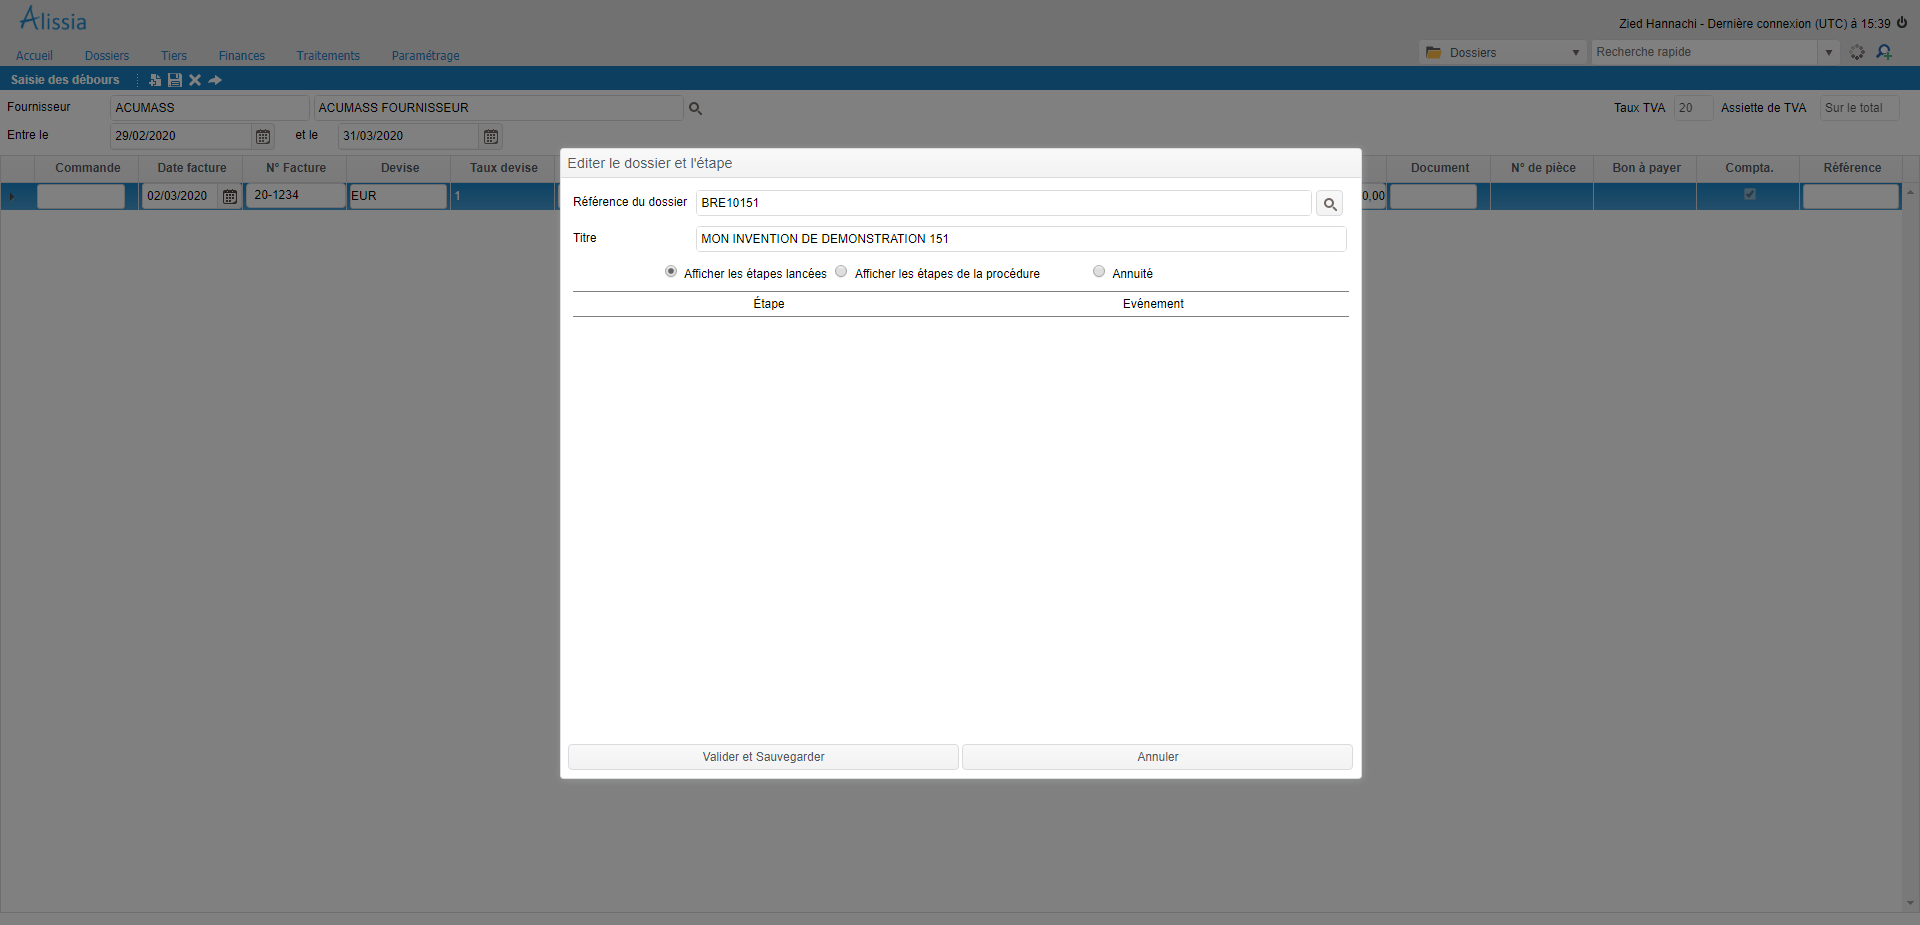 Alissia
Zied Hannachi - Dernière connexion (UTC) à 15:39
Accueil Dossiers Tiers Finances Traitements Paramétrage
Dossiers Recherche rapide
Saisie des débours
Fournisseur ACUMASS ACUMASS FOURNISSEUR
Taux TVA 20 Assiette de TVA Sur le total
Entre le 29/02/2020 et le 31/03/2020
Commande Date facture N° Facture Devise Taux devise Document N° de pièce Bon à payer Compta. Référence
02/03/2020 20-1234 EUR 1 0,00
Editer le dossier et l'étape
Référence du dossier BRE10151
Titre MON INVENTION DE DEMONSTRATION 151
Afficher les étapes lancées Afficher les étapes de la procédure Annuité
Étape Evénement
Valider et Sauvegarder Annuler